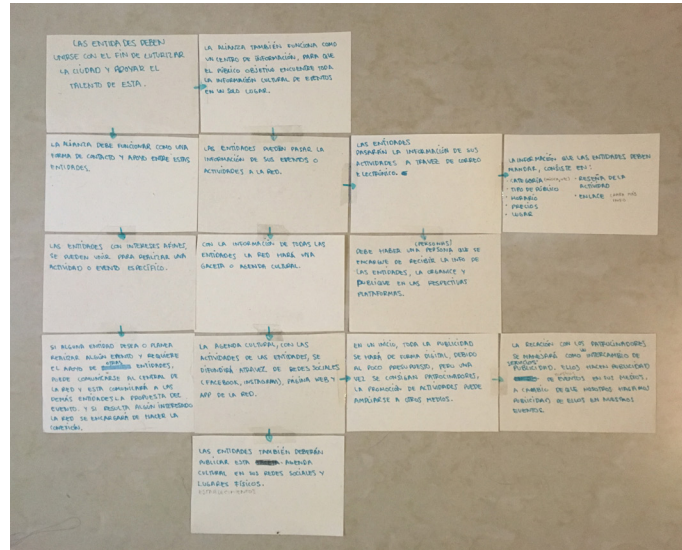 LAS ENTIDADES DEBEN
UNIRSE CON EL FIN DE CULTURIZAR
LA CIUDAD Y APOYAR EL
TALENTO DE ESTA.
LA ALIANZA TAMBIÉN FUNCIONA COMO
UN CENTRO DE INFORMACIÓN, PARA QUE
EL PÚBLICO OBJETIVO ENCUENTRE TODA
LA INFORMACIÓN CULTURAL DE EVENTOS
EN UN SOLO LUGAR.
LA ALIANZA DEBE FUNCIONAR COMO UNA
FORMA DE CONTACTO Y APOYO ENTRE ESTAS
ENTIDADES.
LAS ENTIDADES PUEDEN PASAR LA
INFORMACIÓN DE SUS EVENTOS O
ACTIVIDADES A LA RED.
LAS ENTIDADES
PASARÁN LA INFORMACIÓN DE SUS
ACTIVIDADES A TRAVEZ DE CORREO
ELECTRÓNICO.
LA INFORMACIÓN QUE LAS ENTIDADES DEBEN
MANDAR, CONSISTE EN:
· CATEGORÍA
· TIPO DE PÚBLICO
· HORARIO
· PRECIOS
· LUGAR
· RESEÑA DE LA
ACTIVIDAD
· ENLACE
LAS ENTIDADES CON INTERESES AFINES,
SE PUEDEN UNIR PARA REALIZAR UNA
ACTIVIDAD O EVENTO ESPECÍFICO.
CON LA INFORMACIÓN DE TODAS LAS
ENTIDADES LA RED HARÁ UNA
GACETA O AGENDA CULTURAL.
(PERSONAS)
DEBE HABER UNA PERSONA QUE SE
ENCARGUE DE RECIBIR LA INFO DE
LAS ENTIDADES, LA ORGANICE Y
PUBLIQUE EN LAS RESPECTIVAS
PLATAFORMAS.
SI ALGUNA ENTIDAD DESEA O PLANEA
REALIZAR ALGÚN EVENTO Y REQUIERE
EL APOYO DE OTRAS ENTIDADES,
PUEDE COMUNICARSE AL CENTRAL DE
LA RED Y ESTA COMUNICARÁ A LAS
DEMÁS ENTIDADES LA PROPUESTA DEL
EVENTO. Y SI RESULTA ALGÚN INTERESADO
LA RED SE ENCARGARÁ DE HACER LA
CONEXIÓN.
LA AGENDA CULTURAL, CON LAS
ACTIVIDADES DE LAS ENTIDADES, SE
DIFUNDIRÁ ATRAVEZ, DE REDES SOCIALES
(FACEBOOK, INSTAGRAM), PÁGINA WEB Y
APP DE LA RED.
EN UN INCIO, TODA LA PUBLICIDAD
SE HARÁ DE FORMA DIGITAL, DEBIDO
AL POCO PRESUPUESTO, PERO UNA
VEZ SE CONSIGAN PATROCINADORES,
LA PROMOCIÓN DE ACTIVIDADES PUEDE
AMPLIARSE A OTROS MEDIOS.
LA RELACIÓN CON LOS PATROCINADORES,
SE MANEJARÁ COMO UN INTERCAMBIO DE
SERVICIOS:
PUBLICIDAD, ELLOS HACEN PUBLICIDAD
DE EVENTOS EN SUS MEDIOS,
A CAMBIO DE QUE NOSOTROS HAGAMOS
PUBLICIDAD DE ELLOS EN NUESTROS
EVENTOS.
LAS ENTIDADES TAMBIÉN DEBERÁN
PUBLICAR ESTA AGENDA
CULTURAL EN SUS REDES SOCIALES Y
LUGARES FÍSICOS.
ESTABLECIMIENTOS